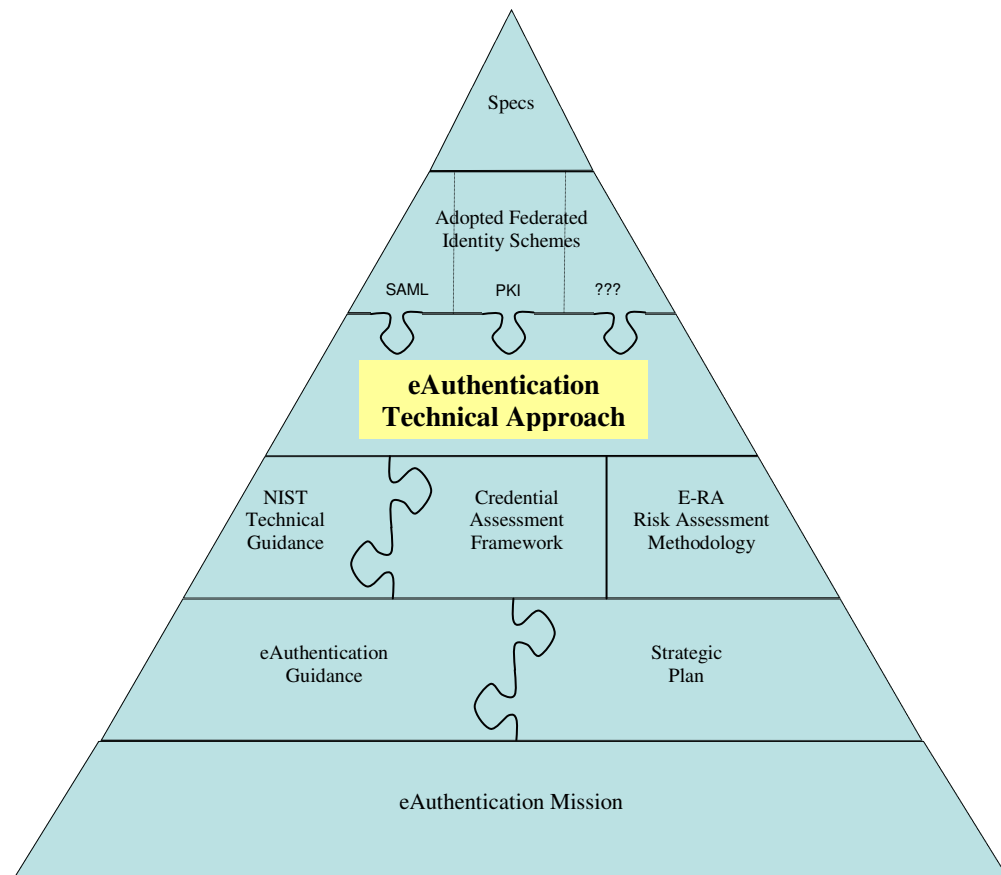 Specs
Adopted Federated
Identity Schemes
SAML PKI ???
eAuthentication
Technical Approach
NIST
Technical
Guidance
Credential
Assessment
Framework
E-RA
Risk Assessment
Methodology
eAuthentication
Guidance
Strategic
Plan
eAuthentication Mission